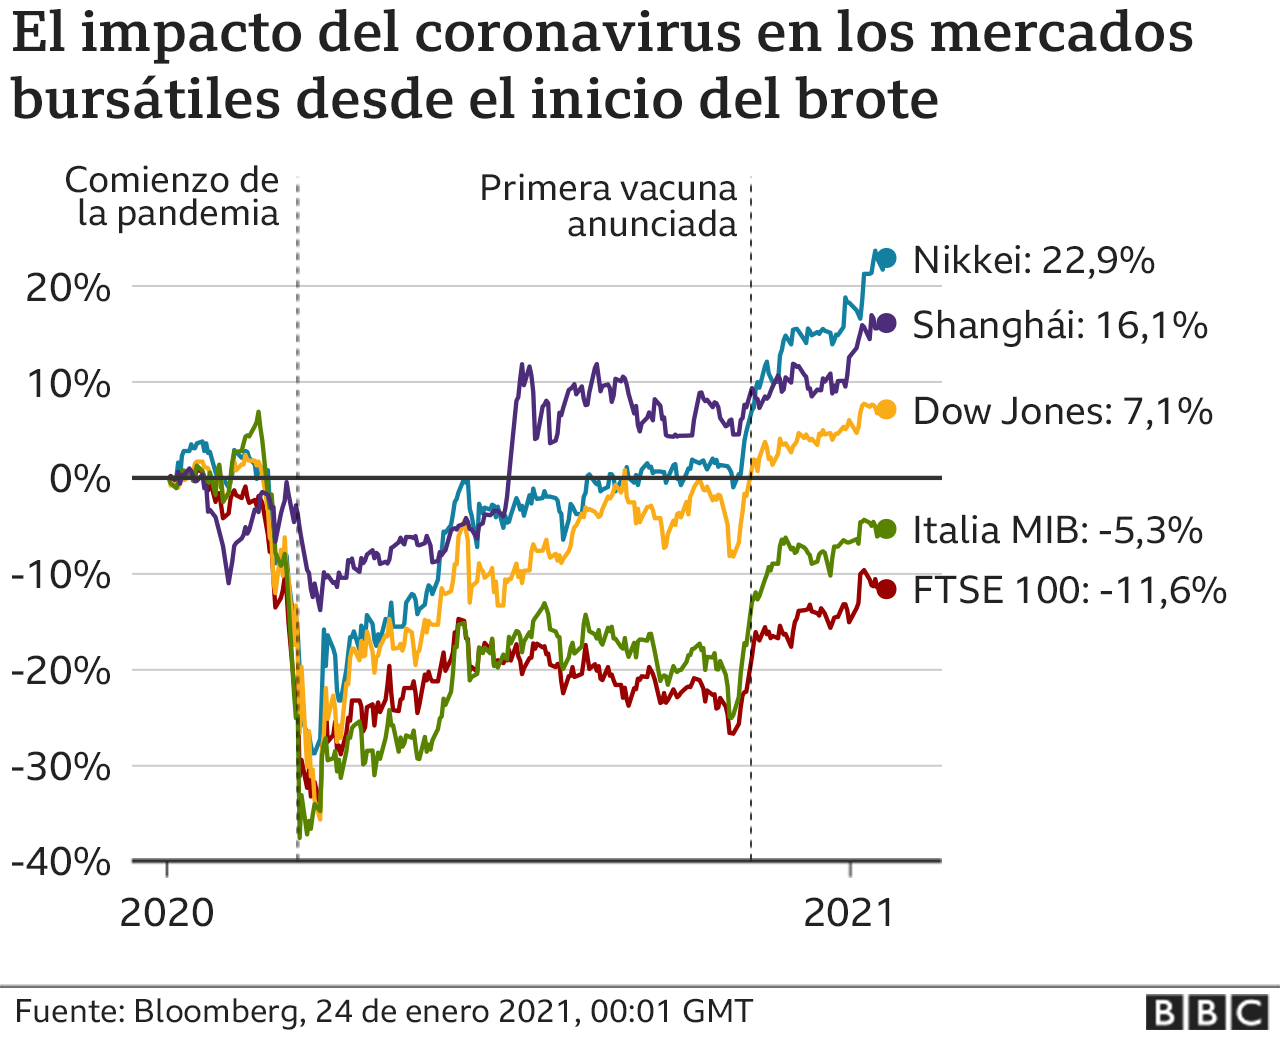 El impacto del coronavirus en los mercados
bursátiles desde el inicio del brote
Comienzo de
la pandemia
Primera vacuna
anunciada
20%
10%
0%
-10%
-20%
-30%
-40%
Nikkei: 22,9%
Shanghái: 16,1%
Dow Jones: 7,1%
Italia MIB: -5,3%
FTSE 100: -11,6%
2020
2021
Fuente: Bloomberg, 24 de enero 2021, 00:01 GMT
BBC